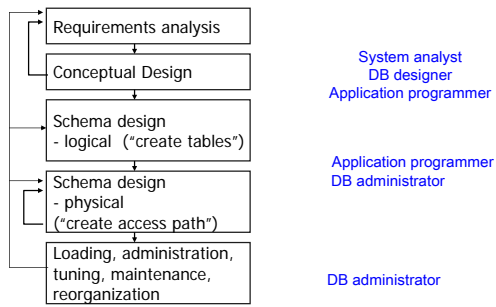 Requirements analysis
Conceptual Design
System analyst
DB designer
Application programmer
Schema design
- logical (“create tables”)
Application programmer
DB administrator
Schema design
- physical
(“create access path”)
Loading, administration,
tuning, maintenance,
reorganization
DB administrator